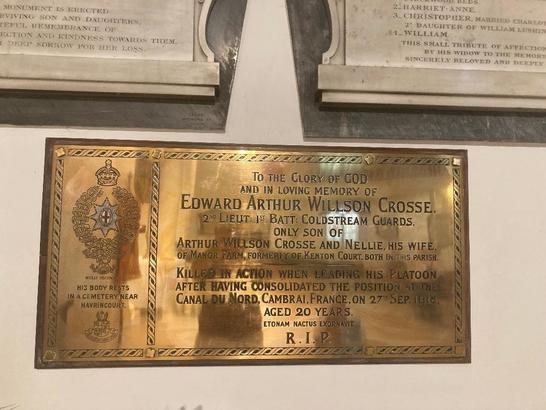 MONUMENT IS ERECTED
RVIVING SON AND DAUGHTERS,
TEFUL REMEMBRANCE OF
ECTION AND KINDNESS TOWARDS THEM,
DEEP SORROW FOR HER LOSS.
2. HARRIET ANNE.
3. CHRISTOPHER, MARRIED CHARLOT
2D DAUGHTER OF WILLIAM LUSHIN
4. WILLIAM.
THIS SMALL TRIBUTE OF AFFECTION
BY HIS WIDOW TO THE MEMORY
SINCERELY BELOVED AND DEEPLY
TO THE GLORY OF GOD
AND IN LOVING MEMORY OF
EDWARD ARTHUR WILLSON CROSSE.
2ND LIEUT 1ST BATT: COLDSTREAM GUARDS.
ONLY SON OF
ARTHUR WILLSON CROSSE AND NELLIE, HIS WIFE,
OF MANOR FARM, FORMERLY OF KENTON COURT, BOTH IN THIS PARISH.
KILLED IN ACTION WHEN LEADING HIS PLATOON
AFTER HAVING CONSOLIDATED THE POSITION AT THE
CANAL DU NORD, CAMBRAI, FRANCE, ON 27TH SEP. 1918,
AGED 20 YEARS.
ETONAM NACTUS EXORNAVIT
R.I.P.
HIS BODY RESTS
IN A CEMETERY NEAR
HAVRINCOURT.